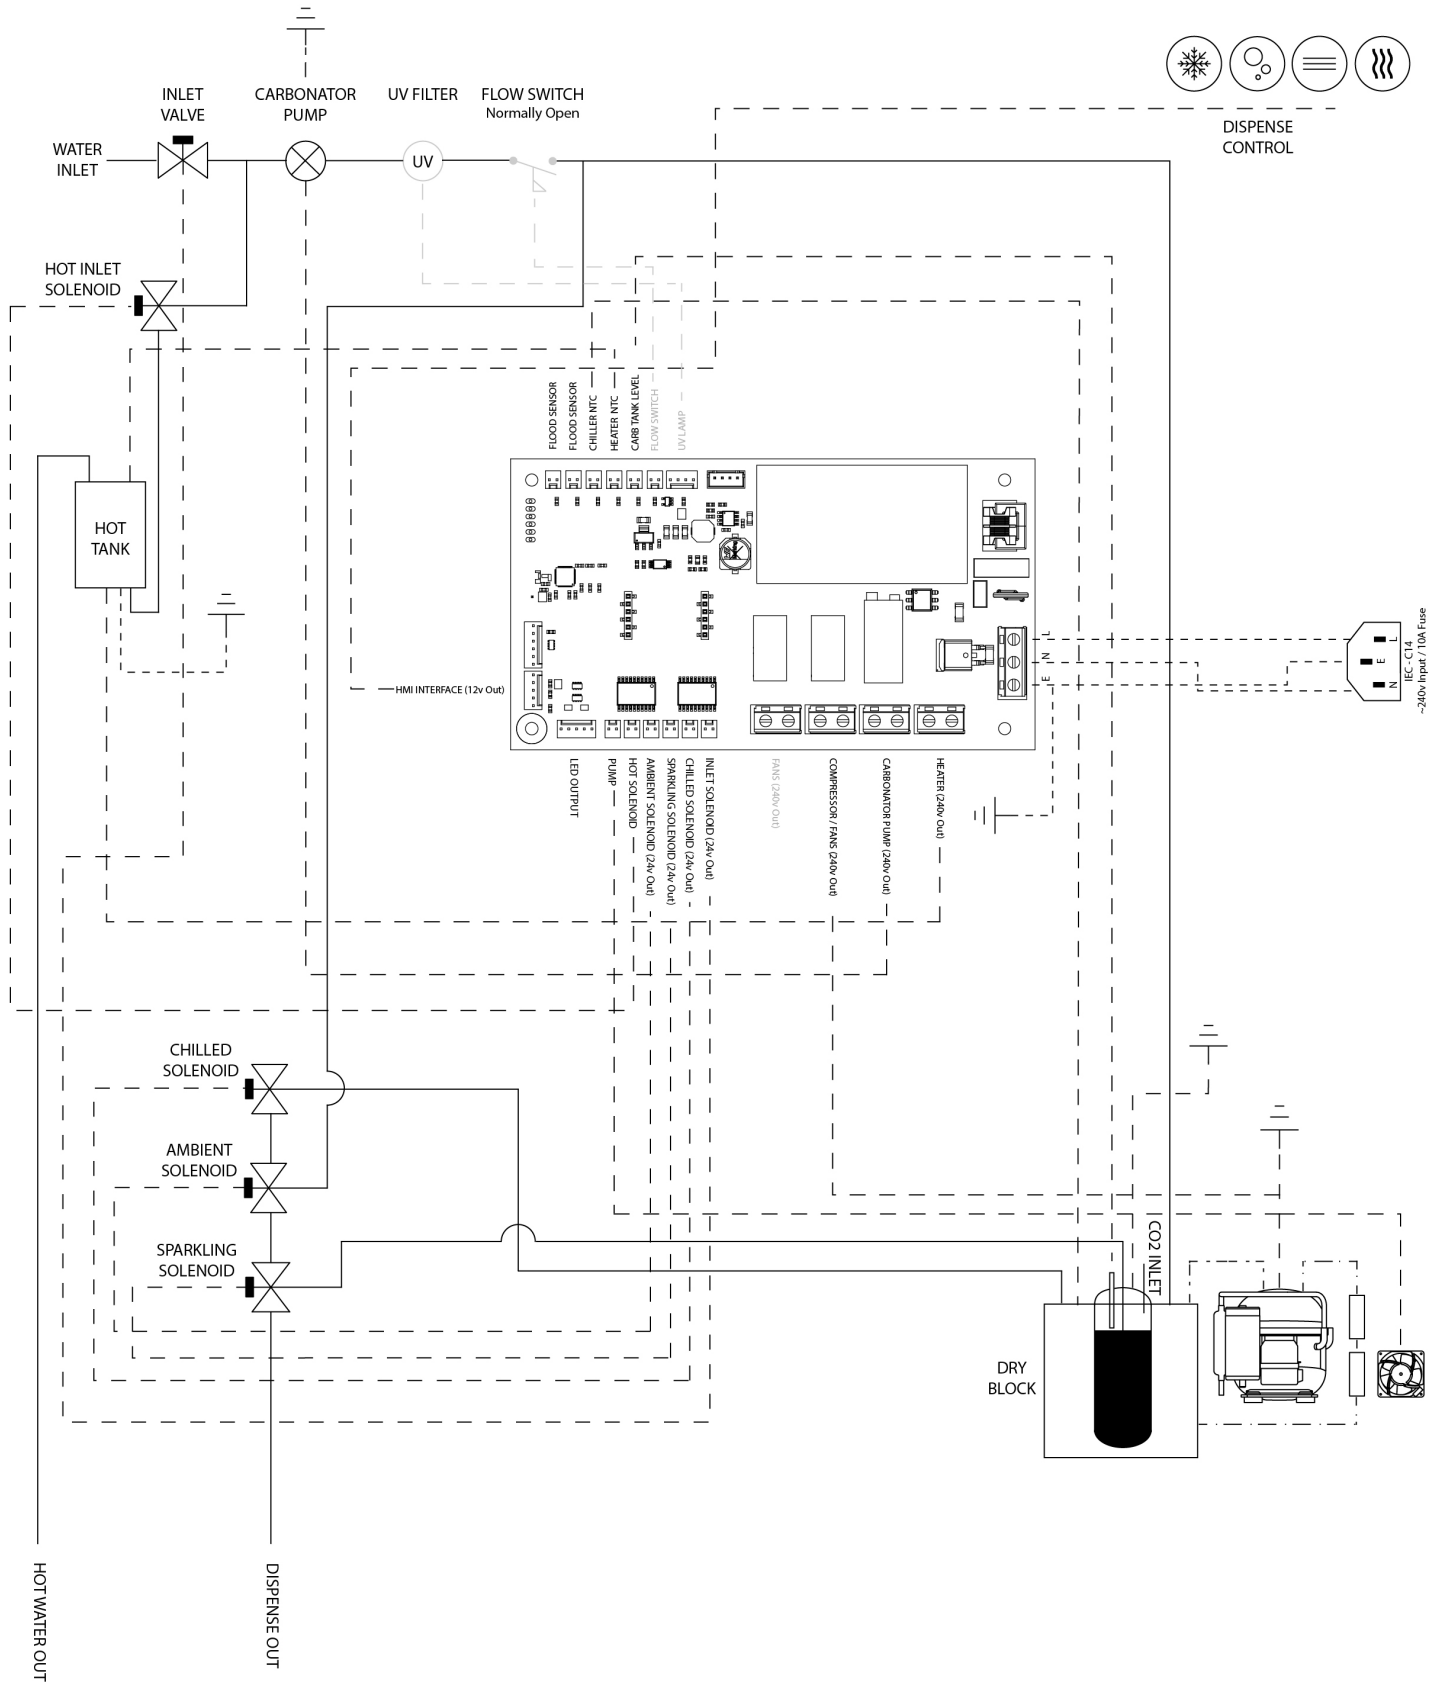 INLET
VALVE
CARBONATOR
PUMP
UV FILTER
FLOW SWITCH
Normally Open
DISPENSE
CONTROL
WATER
INLET
UV
HOT INLET
SOLENOID
FLOOD SENSOR
FLOOD SENSOR
CHILLER NTC
HEATER NTC
CARB TANK LEVEL
FLOW SWITCH
UV LAMP
HOT
TANK
L
N
E
L
E
N
IEC - C14
~240v Input / 10A Fuse
HMI INTERFACE (12v Out)
LED OUTPUT
PUMP
HOT SOLENOID
AMBIENT SOLENOID (24v Out)
SPARKLING SOLENOID (24v Out)
CHILLED SOLENOID (24v Out)
INLET SOLENOID (24v Out)
FANS (240v Out)
COMPRESSOR / FANS (240v Out)
CARBONATOR PUMP (240v Out)
HEATER (240v Out)
CHILLED
SOLENOID
AMBIENT
SOLENOID
SPARKLING
SOLENOID
CO2 INLET
DRY
BLOCK
HOT WATER OUT
DISPENSE OUT